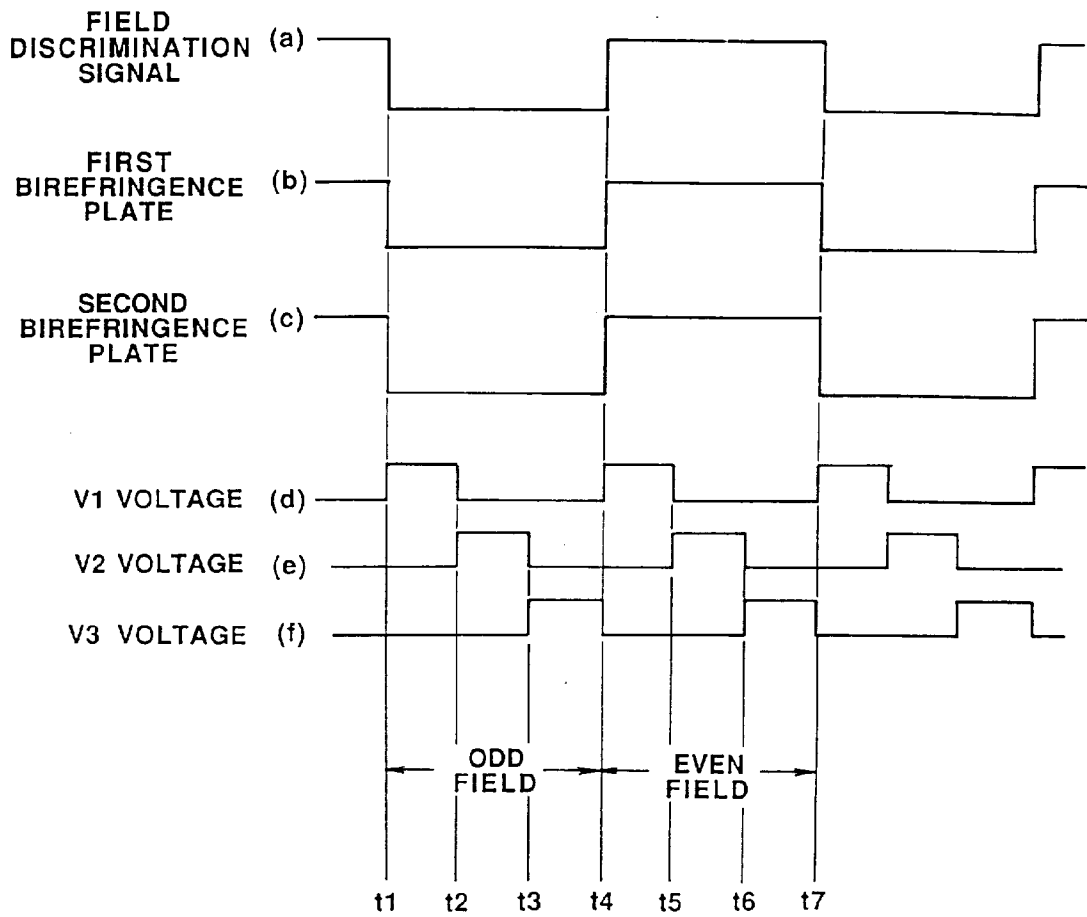 FIELD
DISCRIMINATION (a)
SIGNAL
FIRST
BIREFRINGENCE (b)
PLATE
SECOND
BIREFRINGENCE (c)
PLATE
V1 VOLTAGE (d)
V2 VOLTAGE (e)
V3 VOLTAGE (f)
ODD
FIELD
EVEN
FIELD
t1 t2 t3 t4 t5 t6 t7